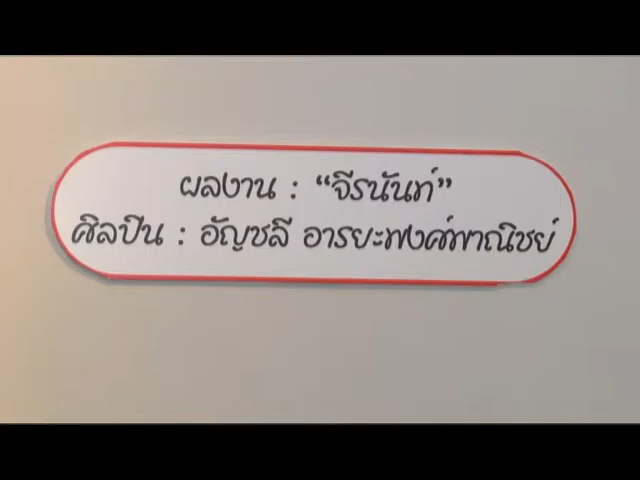 ผลงาน : “จีรนันท์”
ศิลปิน : อัญชลี อารยะพงศ์พาณิชย์